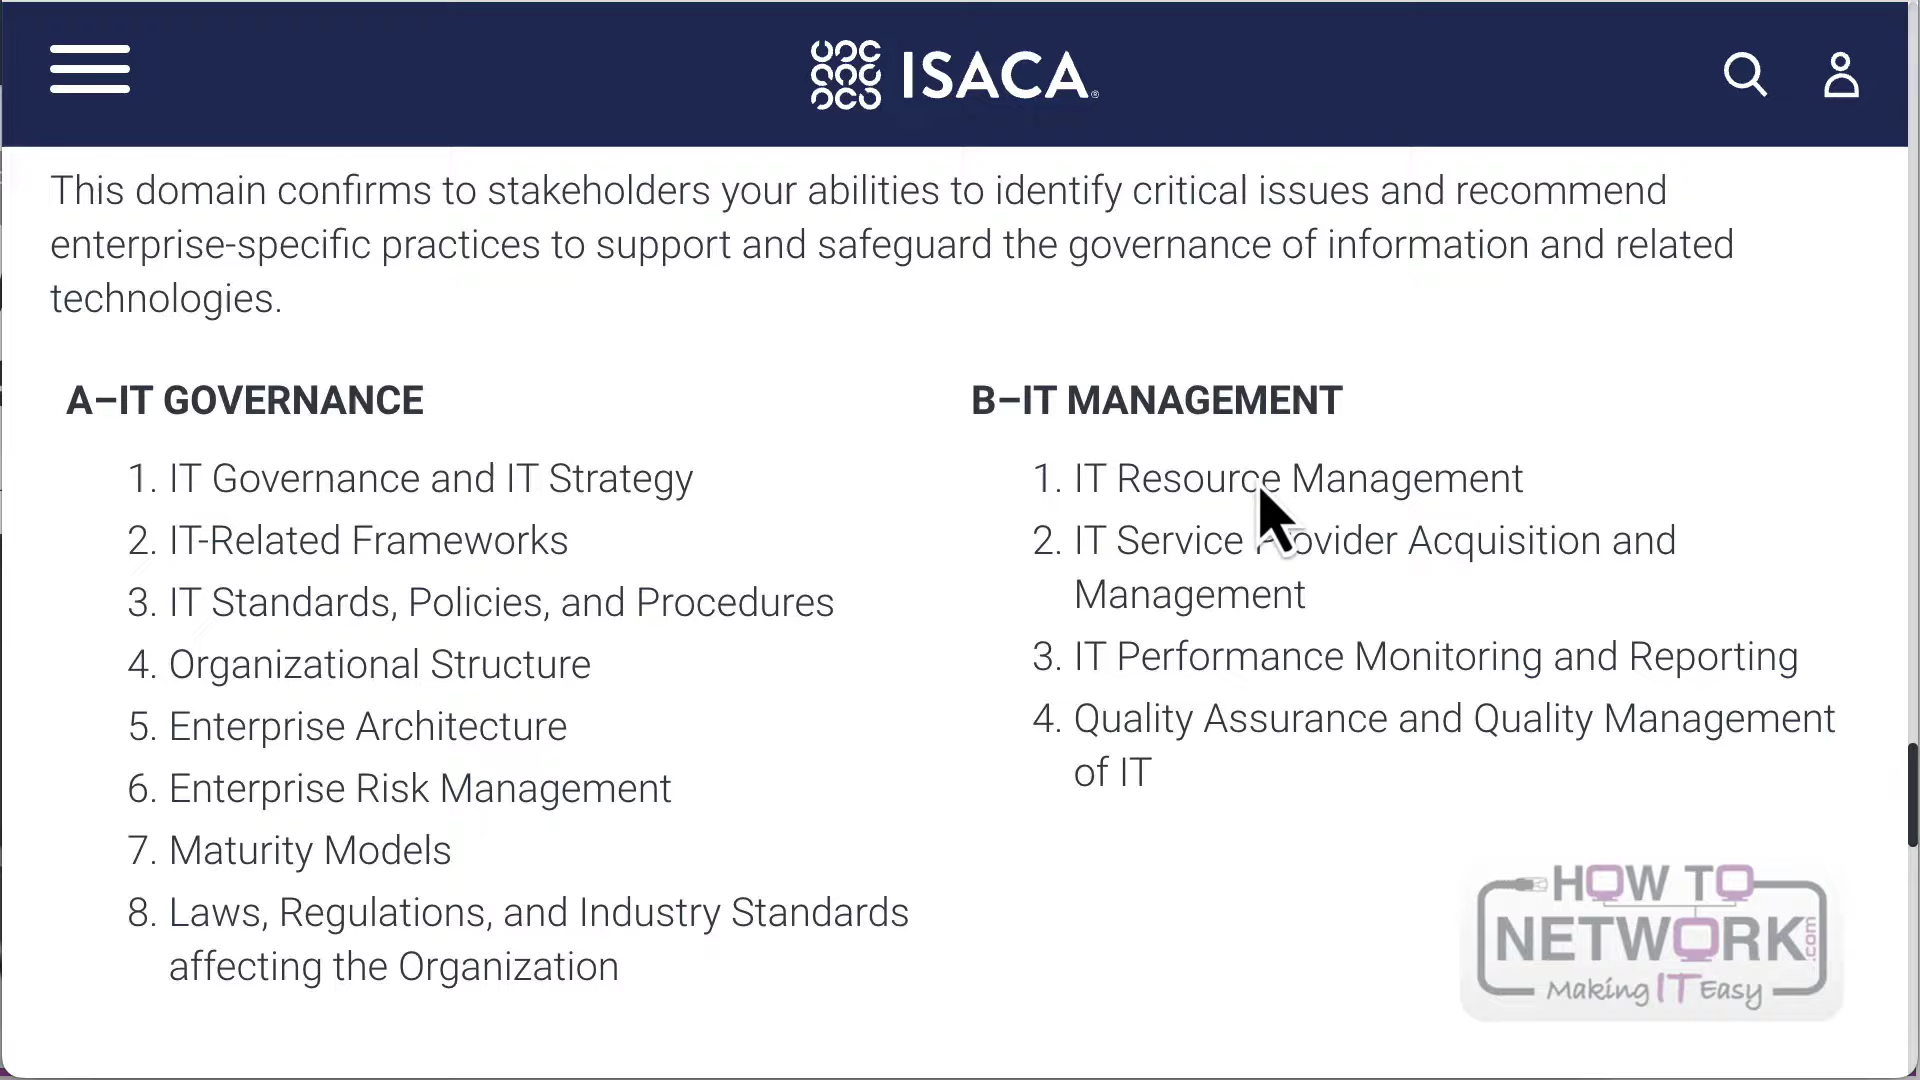 ISACA®
This domain confirms to stakeholders your abilities to identify critical issues and recommend
enterprise-specific practices to support and safeguard the governance of information and related
technologies.
A–IT GOVERNANCE
1. IT Governance and IT Strategy
2. IT-Related Frameworks
3. IT Standards, Policies, and Procedures
4. Organizational Structure
5. Enterprise Architecture
6. Enterprise Risk Management
7. Maturity Models
8. Laws, Regulations, and Industry Standards
affecting the Organization
B–IT MANAGEMENT
1. IT Resource Management
2. IT Service Provider Acquisition and
Management
3. IT Performance Monitoring and Reporting
4. Quality Assurance and Quality Management
of IT
HOW TO
NETWORK.com
Making IT Easy